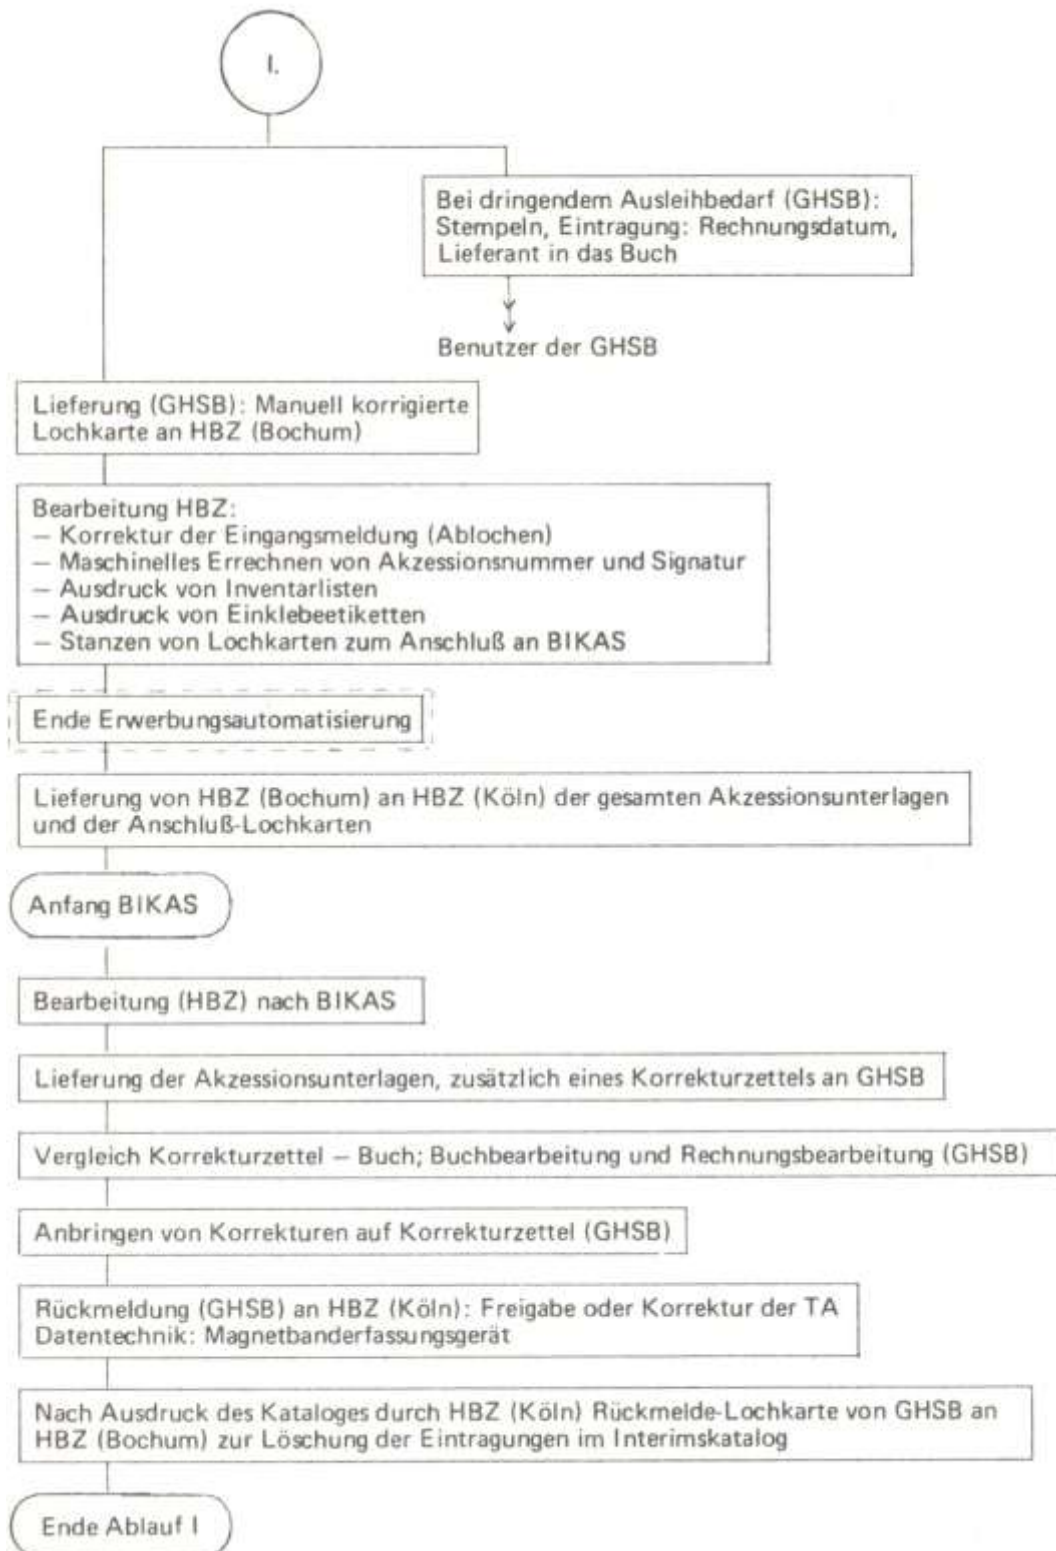 I.
Bei dringendem Ausleihbedarf (GHSB):
Stempeln, Eintragung: Rechnungsdatum,
Lieferant in das Buch
Benutzer der GHSB
Lieferung (GHSB): Manuell korrigierte
Lochkarte an HBZ (Bochum)
Bearbeitung HBZ:
— Korrektur der Eingangsmeldung (Ablochen)
— Maschinelles Errechnen von Akzessionsnummer und Signatur
— Ausdruck von Inventarlisten
— Ausdruck von Einklebeetiketten
— Stanzen von Lochkarten zum Anschluß an BIKAS
Ende Erwerbungsautomatisierung
Lieferung von HBZ (Bochum) an HBZ (Köln) der gesamten Akzessionsunterlagen
und der Anschluß-Lochkarten
Anfang BIKAS
Bearbeitung (HBZ) nach BIKAS
Lieferung der Akzessionsunterlagen, zusätzlich eines Korrekturzettels an GHSB
Vergleich Korrekturzettel — Buch; Buchbearbeitung und Rechnungsbearbeitung (GHSB)
Anbringen von Korrekturen auf Korrekturzettel (GHSB)
Rückmeldung (GHSB) an HBZ (Köln): Freigabe oder Korrektur der TA
Datentechnik: Magnetbanderfassungsgerät
Nach Ausdruck des Kataloges durch HBZ (Köln) Rückmelde-Lochkarte von GHSB an
HBZ (Bochum) zur Löschung der Eintragungen im Interimskatalog
Ende Ablauf I